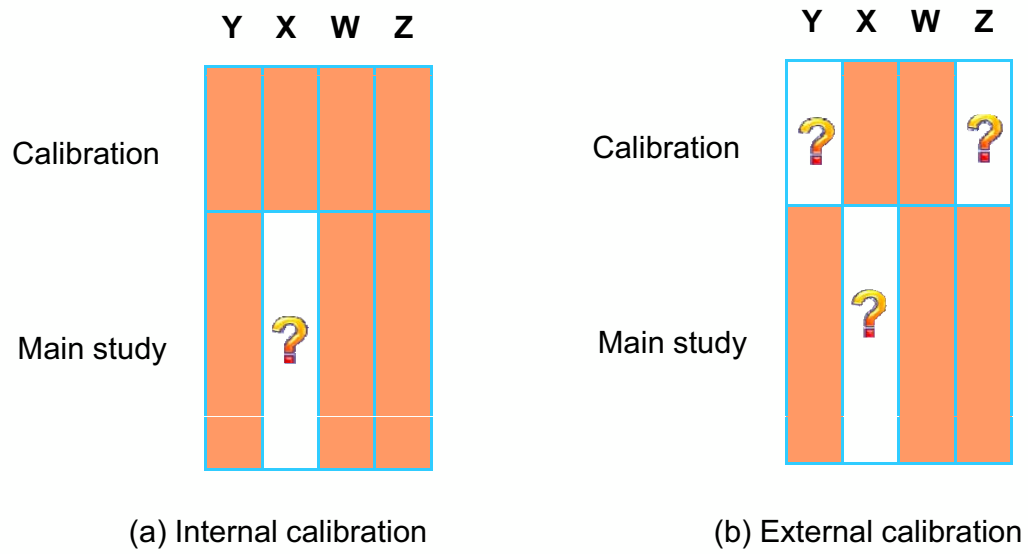 Y X W Z
Calibration
?
Main study
(a) Internal calibration
Y X W Z
? ?
Calibration
?
Main study
(b) External calibration